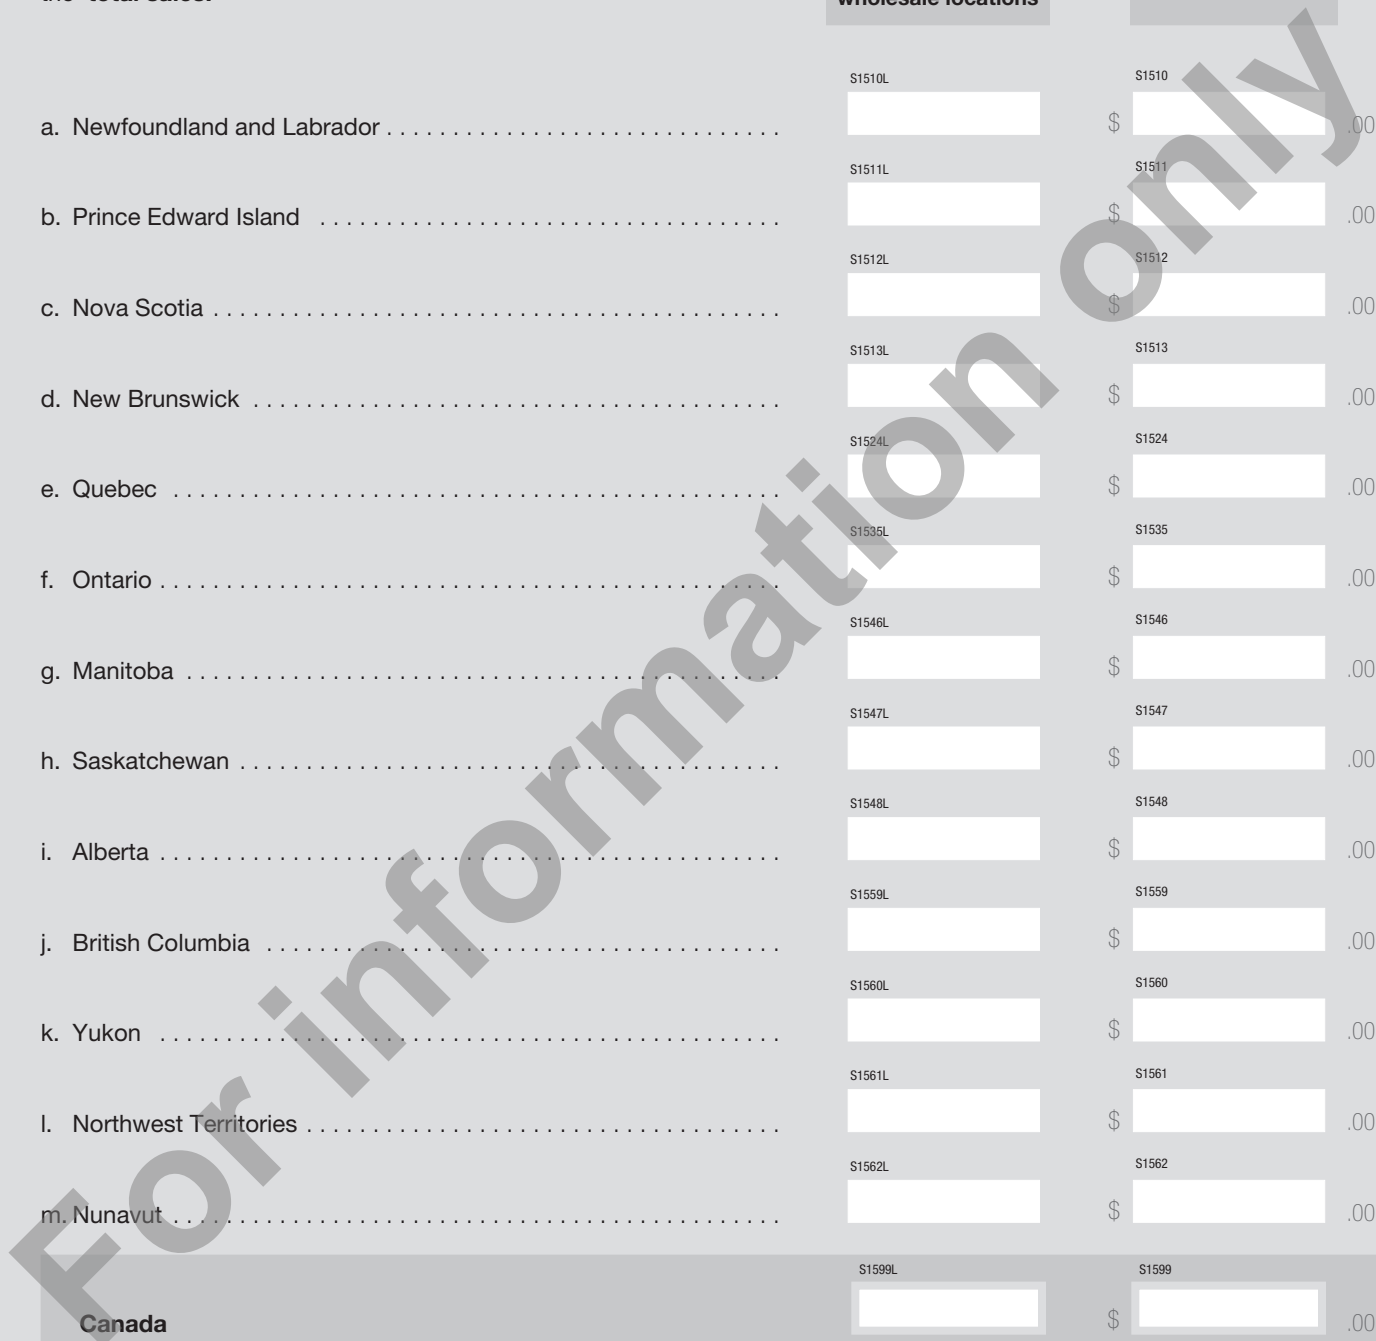 the total sales.
wholesale locations
S1510L S1510
a. Newfoundland and Labrador . . . . . . . . . . . . . . . . . . . . . . . . . . . . . . $ .00
S1511L S1511
b. Prince Edward Island . . . . . . . . . . . . . . . . . . . . . . . . . . . . . . . . . . . $ .00
S1512L S1512
c. Nova Scotia . . . . . . . . . . . . . . . . . . . . . . . . . . . . . . . . . . . . . . . . . . . $ .00
S1513L S1513
d. New Brunswick . . . . . . . . . . . . . . . . . . . . . . . . . . . . . . . . . . . . . . . . $ .00
S1524L S1524
e. Quebec . . . . . . . . . . . . . . . . . . . . . . . . . . . . . . . . . . . . . . . . . . . . . . $ .00
S1535L S1535
f. Ontario . . . . . . . . . . . . . . . . . . . . . . . . . . . . . . . . . . . . . . . . . . . . . . . $ .00
S1546L S1546
g. Manitoba . . . . . . . . . . . . . . . . . . . . . . . . . . . . . . . . . . . . . . . . . . . . . $ .00
S1547L S1547
h. Saskatchewan . . . . . . . . . . . . . . . . . . . . . . . . . . . . . . . . . . . . . . . . . $ .00
S1548L S1548
i. Alberta . . . . . . . . . . . . . . . . . . . . . . . . . . . . . . . . . . . . . . . . . . . . . . . $ .00
S1559L S1559
j. British Columbia . . . . . . . . . . . . . . . . . . . . . . . . . . . . . . . . . . . . . . . $ .00
S1560L S1560
k. Yukon . . . . . . . . . . . . . . . . . . . . . . . . . . . . . . . . . . . . . . . . . . . . . . . $ .00
S1561L S1561
l. Northwest Territories . . . . . . . . . . . . . . . . . . . . . . . . . . . . . . . . . . . . $ .00
S1562L S1562
m. Nunavut . . . . . . . . . . . . . . . . . . . . . . . . . . . . . . . . . . . . . . . . . . . . . . $ .00
S1599L S1599
Canada $ .00
For information only